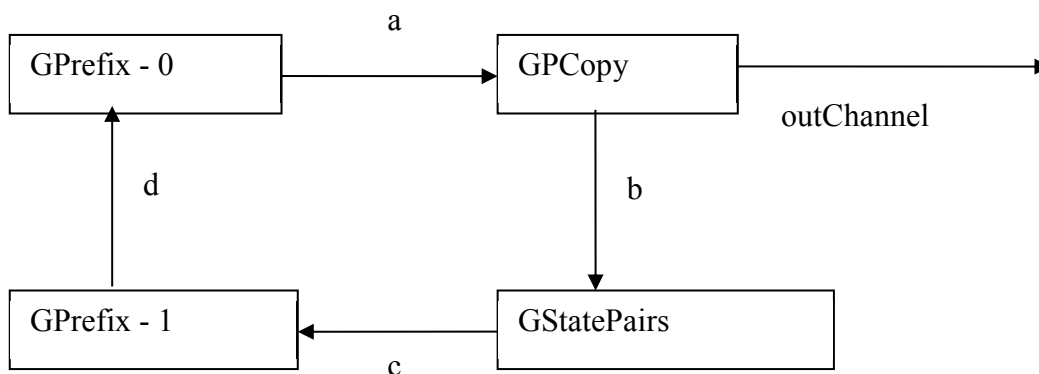 a
GPrefix - 0
GPCopy
outChannel
d
b
GPrefix - 1
GStatePairs
c